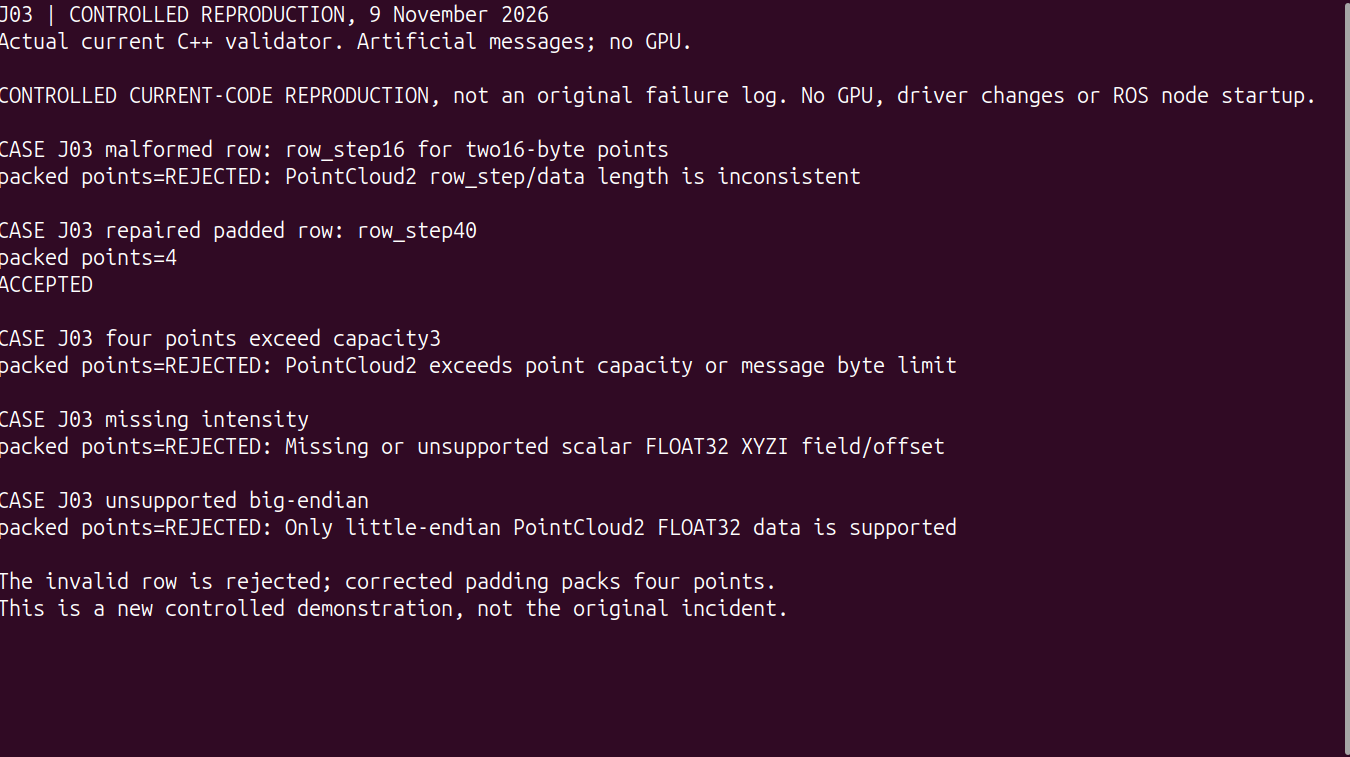 J03 | CONTROLLED REPRODUCTION, 9 November 2026
Actual current C++ validator. Artificial messages; no GPU.
CONTROLLED CURRENT-CODE REPRODUCTION, not an original failure log. No GPU, driver changes or ROS node startup.
CASE J03 malformed row: row_step16 for two16-byte points
packed points=REJECTED: PointCloud2 row_step/data length is inconsistent
CASE J03 repaired padded row: row_step40
packed points=4
ACCEPTED
CASE J03 four points exceed capacity3
packed points=REJECTED: PointCloud2 exceeds point capacity or message byte limit
CASE J03 missing intensity
packed points=REJECTED: Missing or unsupported scalar FLOAT32 XYZI field/offset
CASE J03 unsupported big-endian
packed points=REJECTED: Only little-endian PointCloud2 FLOAT32 data is supported
The invalid row is rejected; corrected padding packs four points.
This is a new controlled demonstration, not the original incident.